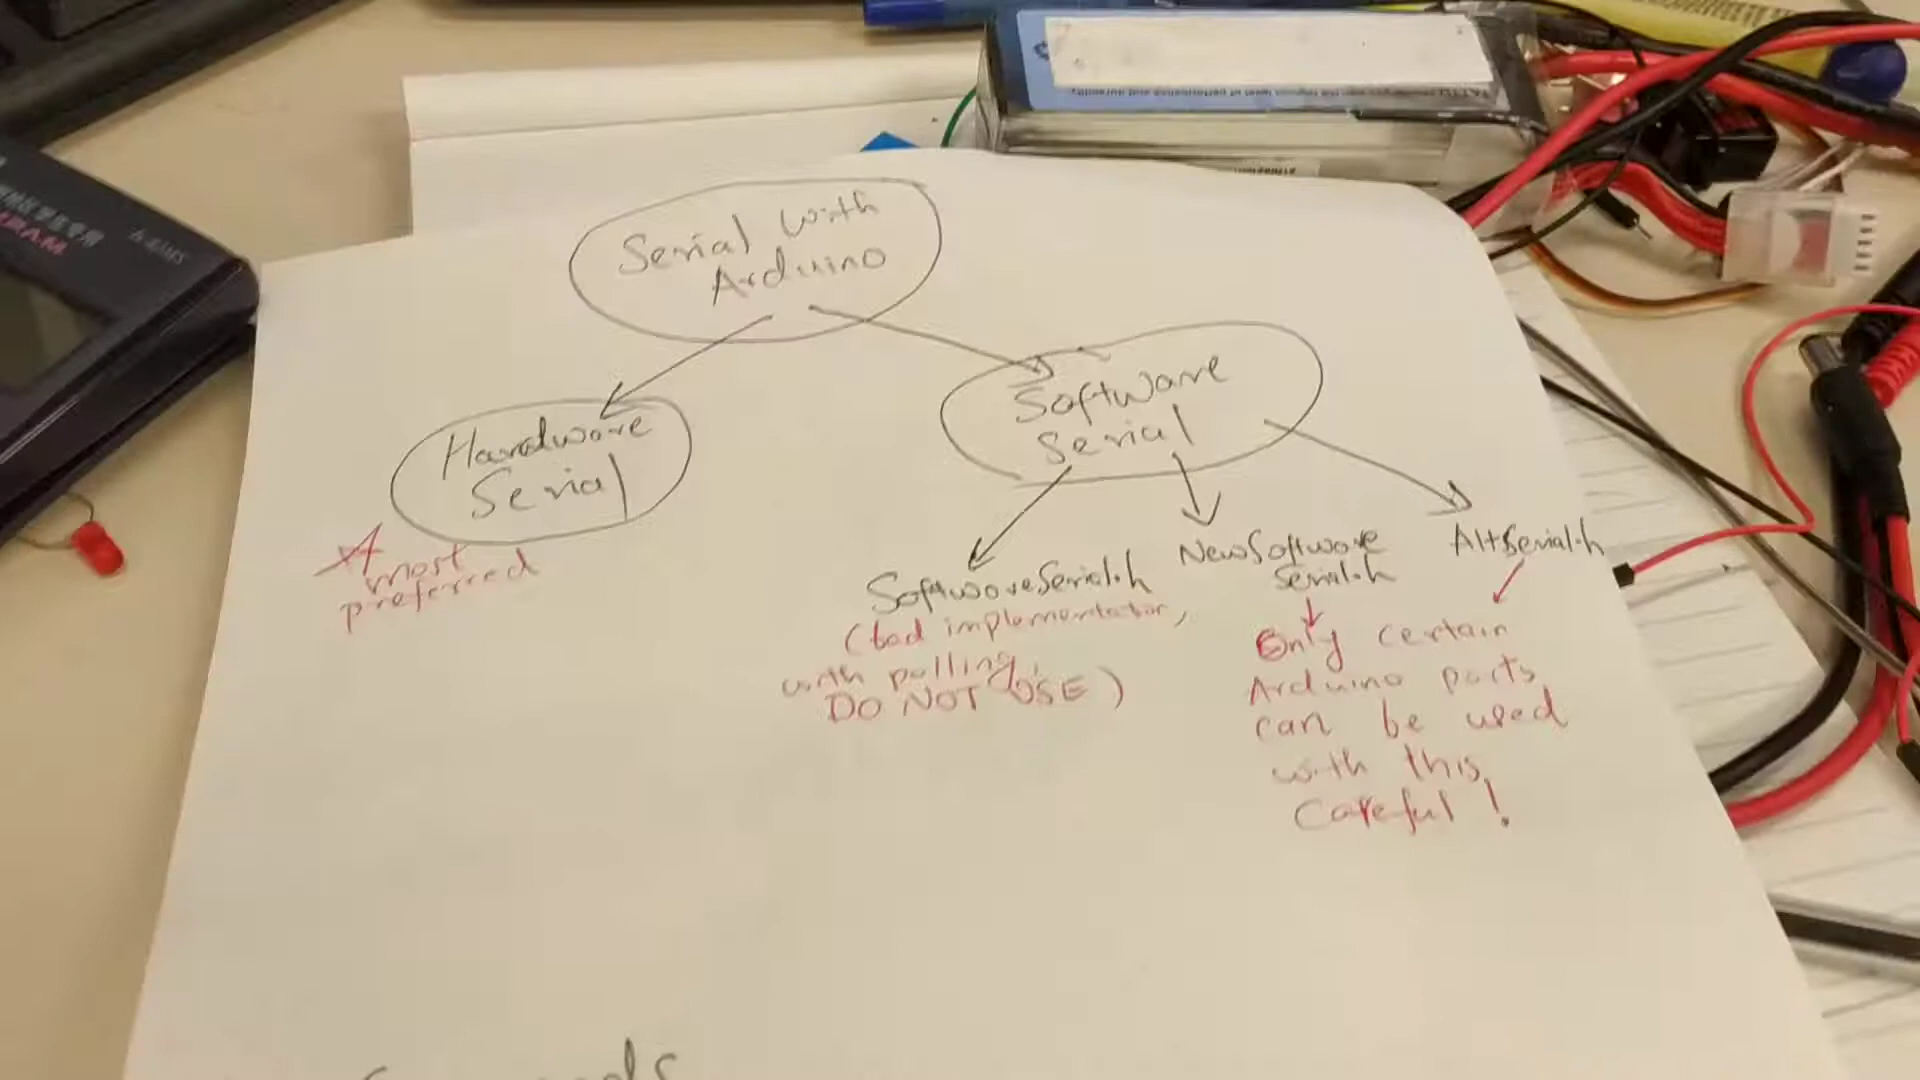 Serial with
Arduino
Hardware
Serial
most
preferred
Software
Serial
SoftwareSerial.h
(bad implementation,
with polling,
DO NOT USE)
NewSoftware
Serial.h
AltSerial.h
Only certain
Arduino ports
can be used
with this,
Careful!